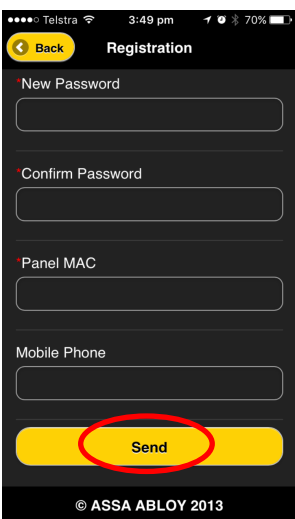 Telstra 3:49 pm 70%
Back Registration
*New Password
*Confirm Password
*Panel MAC
Mobile Phone
Send
© ASSA ABLOY 2013